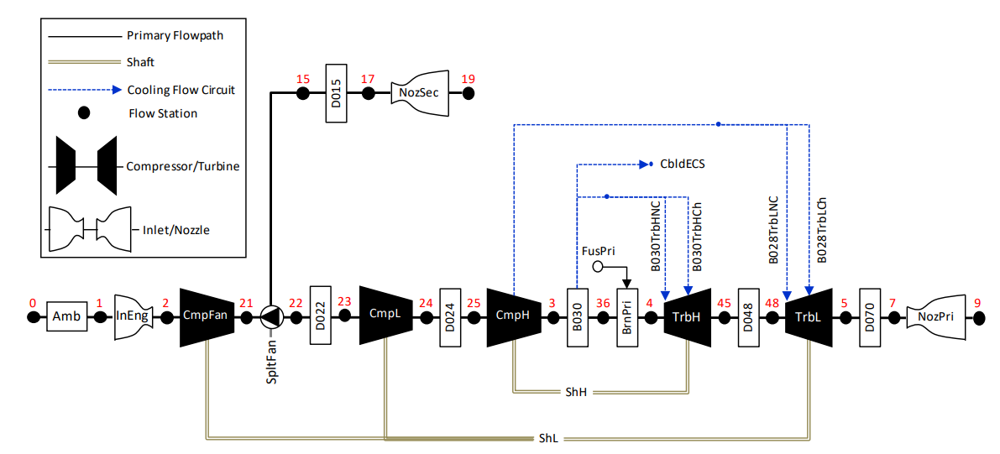 Primary Flowpath
Shaft
Cooling Flow Circuit
Flow Station
Compressor/Turbine
Inlet/Nozzle
15
17
19
D015
NozSec
CbldECS
B030TrbHNC
B030TrbHCh
B028TrbLNC
B028TrbLCh
FusPri
0
1
2
21
22
23
24
25
3
36
4
45
48
5
7
9
Amb
InEng
CmpFan
SpltFan
D022
CmpL
D024
CmpH
B030
BrnPri
TrbH
D048
TrbL
D070
NozPri
ShH
ShL